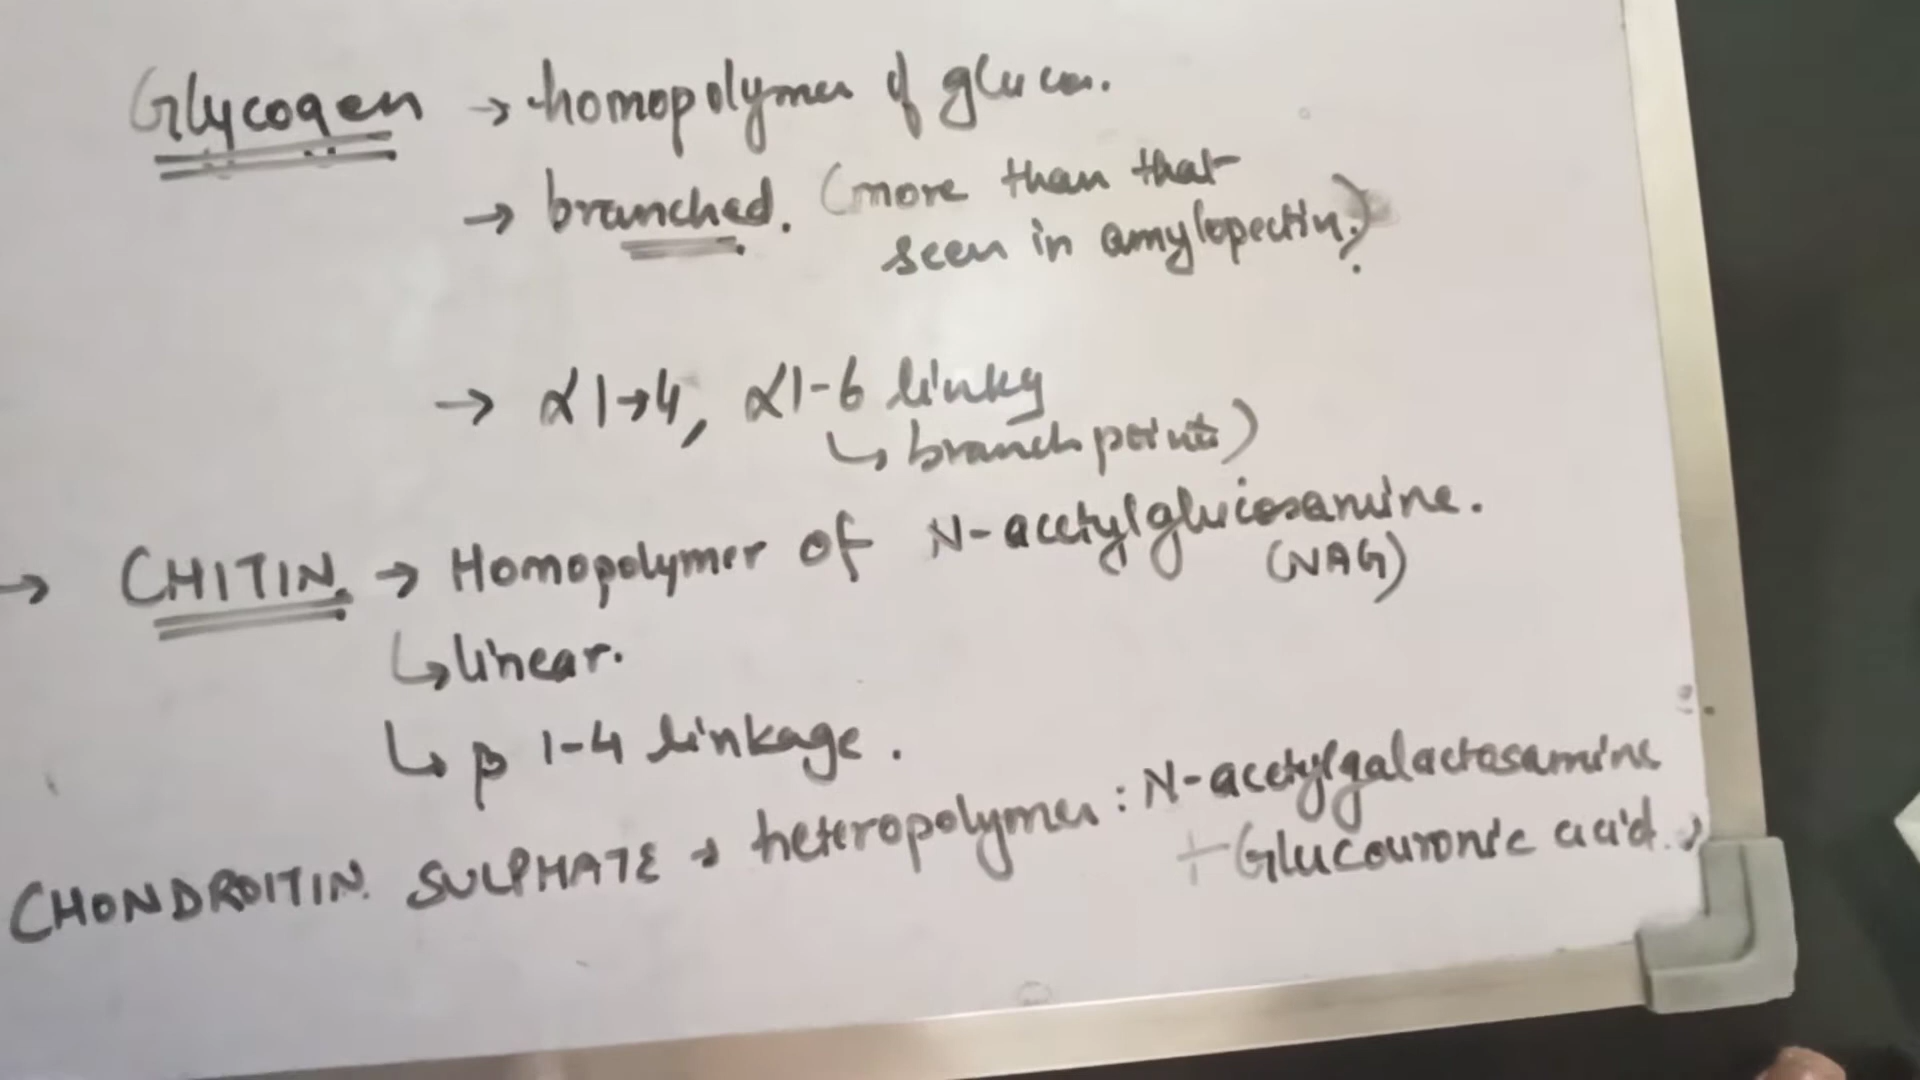 Glycogen → homopolymer of glucose.
→ branched. (more than that
seen in amylopectin.)
→ α1→4, α1-6 linkg
↳ branch points)
→ CHITIN. → Homopolymer of N-acetylglucosamine.
(NAG)
↳ linear.
↳ β 1-4 linkage.
CHONDROITIN SULPHATE → heteropolymer : N-acetylgalactosamine
+ Glucouronic acid.